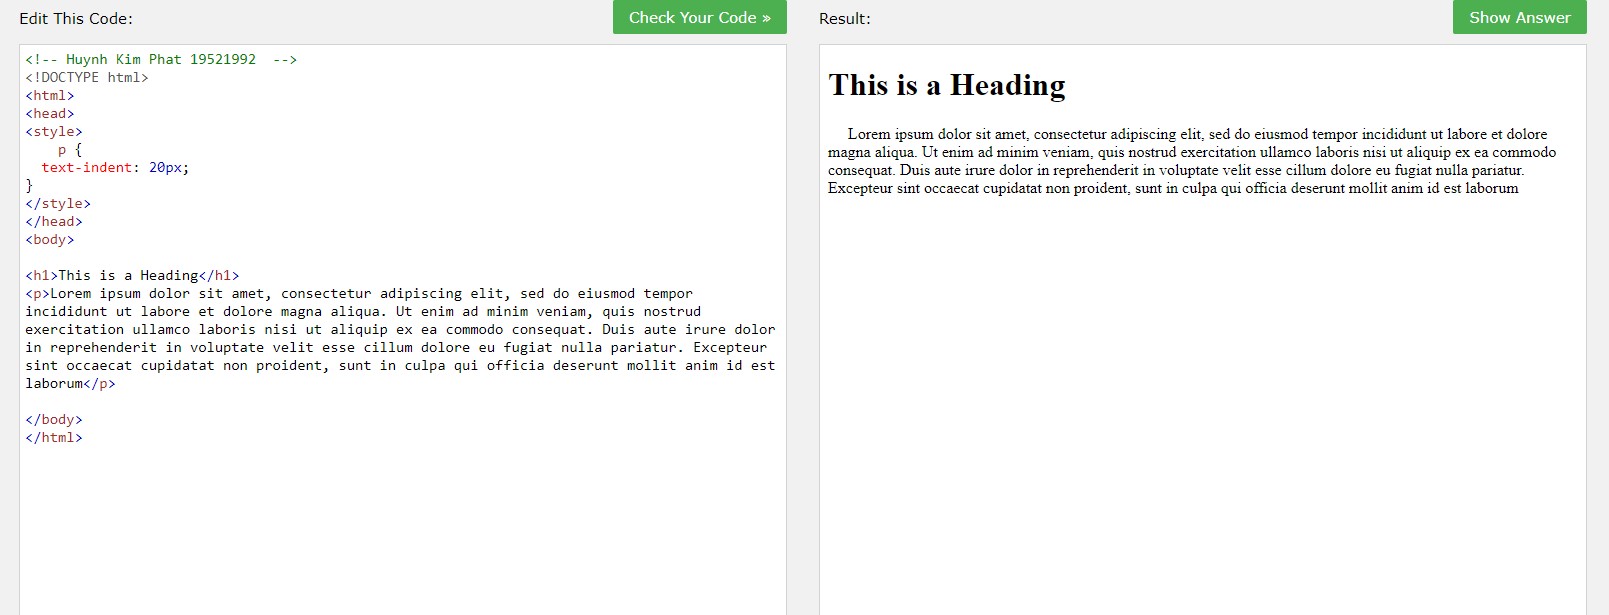 Edit This Code:
Check Your Code »
<!-- Huynh Kim Phat 19521992  -->
<!DOCTYPE html>
<html>
<head>
<style>
    p {
  text-indent: 20px;
}
</style>
</head>
<body>

<h1>This is a Heading</h1>
<p>Lorem ipsum dolor sit amet, consectetur adipiscing elit, sed do eiusmod tempor
incididunt ut labore et dolore magna aliqua. Ut enim ad minim veniam, quis nostrud
exercitation ullamco laboris nisi ut aliquip ex ea commodo consequat. Duis aute irure dolor
in reprehenderit in voluptate velit esse cillum dolore eu fugiat nulla pariatur. Excepteur
sint occaecat cupidatat non proident, sunt in culpa qui officia deserunt mollit anim id est
laborum</p>

</body>
</html>
Result:
Show Answer
This is a Heading
Lorem ipsum dolor sit amet, consectetur adipiscing elit, sed do eiusmod tempor incididunt ut labore et dolore
magna aliqua. Ut enim ad minim veniam, quis nostrud exercitation ullamco laboris nisi ut aliquip ex ea commodo
consequat. Duis aute irure dolor in reprehenderit in voluptate velit esse cillum dolore eu fugiat nulla pariatur.
Excepteur sint occaecat cupidatat non proident, sunt in culpa qui officia deserunt mollit anim id est laborum